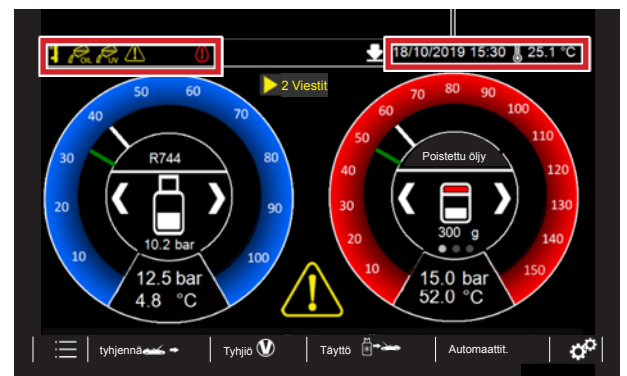 OIL UV
18/10/2019 15:30 25.1 °C
2 Viestit
10 20 30 40 50 60 70 80 90 100
R744
10.2 bar
12.5 bar
4.8 °C
10 20 30 40 50 60 70 80 90 100 110 120 130 140 150
Poistettu öljy
300 g
15.0 bar
52.0 °C
tyhjennä
Tyhjiö V
Täyttö
Automaattit.